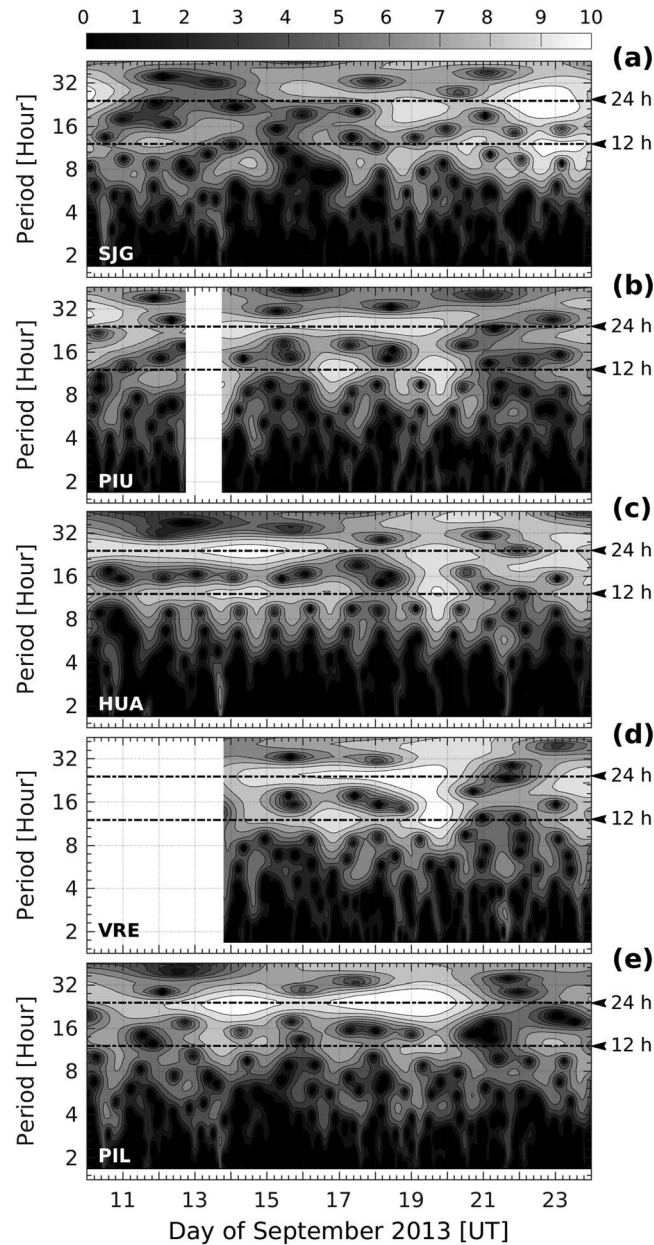 0 1 2 3 4 5 6 7 8 9 10
(a)
32
24 h
16
12 h
8
4
2
Period [Hour]
SJG
(b)
32
24 h
16
12 h
8
4
2
Period [Hour]
PIU
(c)
32
24 h
16
12 h
8
4
2
Period [Hour]
HUA
(d)
32
24 h
16
12 h
8
4
2
Period [Hour]
VRE
(e)
32
24 h
16
12 h
8
4
2
Period [Hour]
PIL
11 13 15 17 19 21 23
Day of September 2013 [UT]